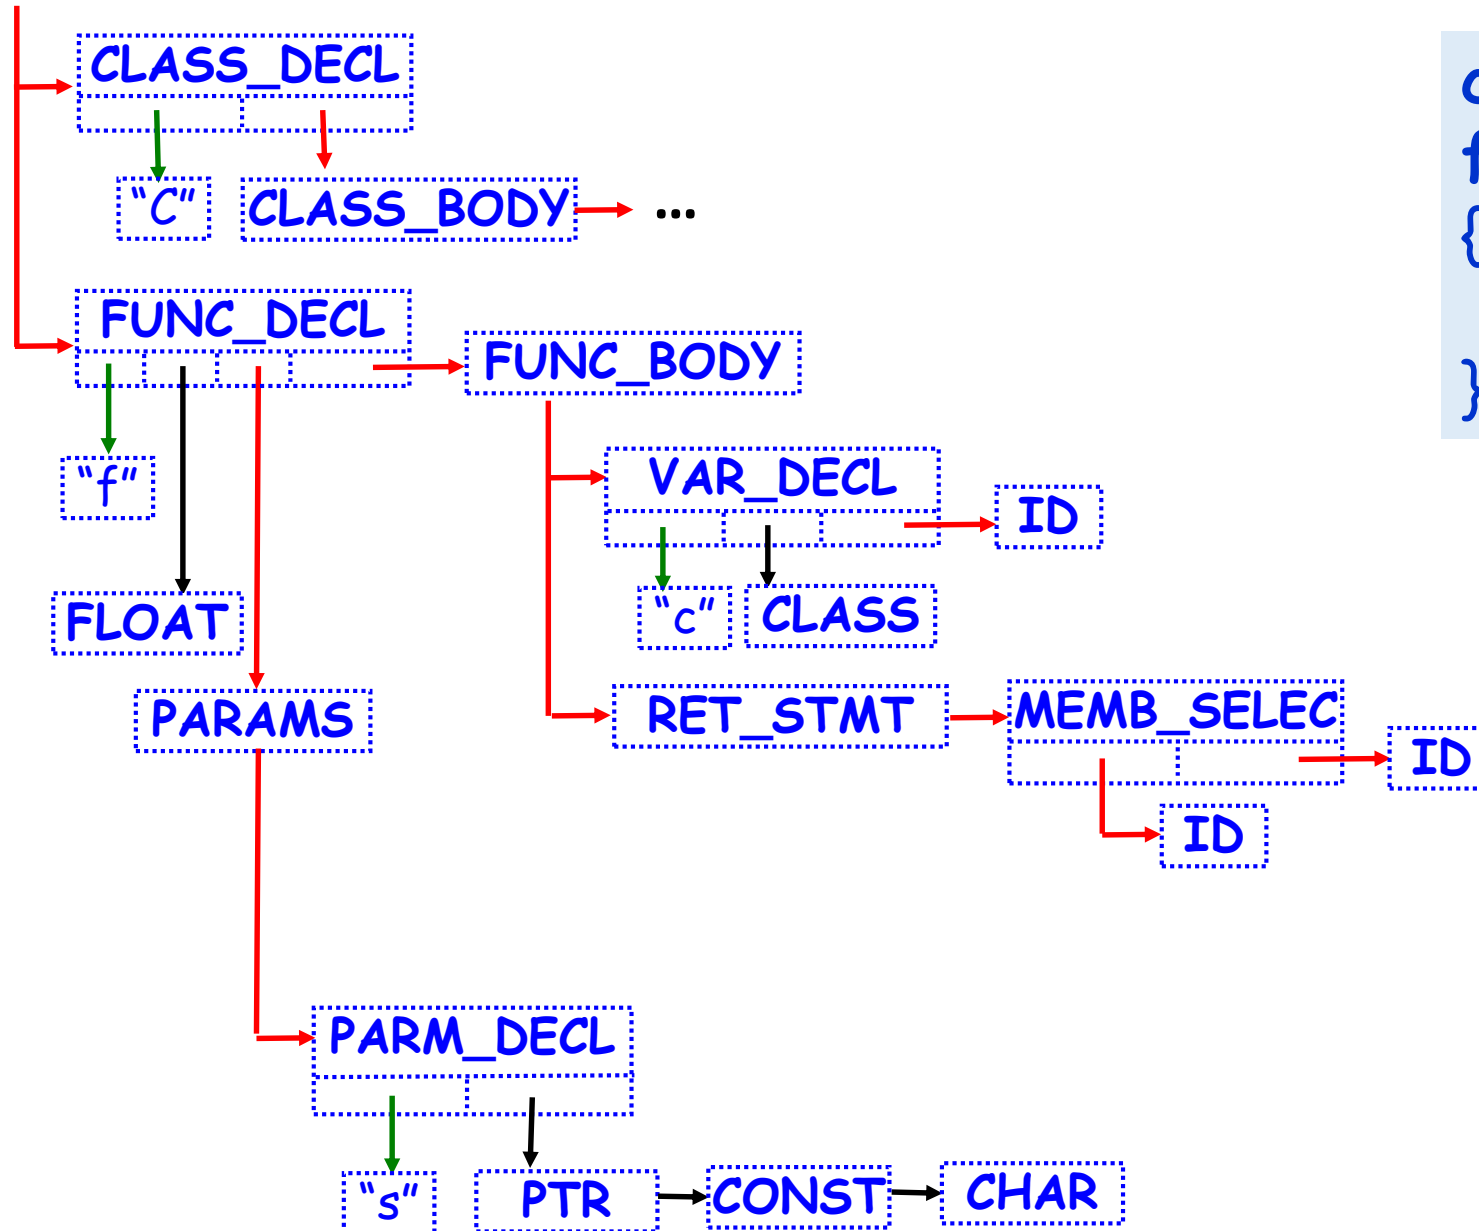 CLASS_DECL
"C" CLASS_BODY ...
FUNC_DECL
FUNC_BODY
"f"
VAR_DECL
ID
"c" CLASS
FLOAT
PARAMS
RET_STMT
MEMB_SELEC
ID
ID
PARM_DECL
"s"
PTR CONST CHAR
{
}